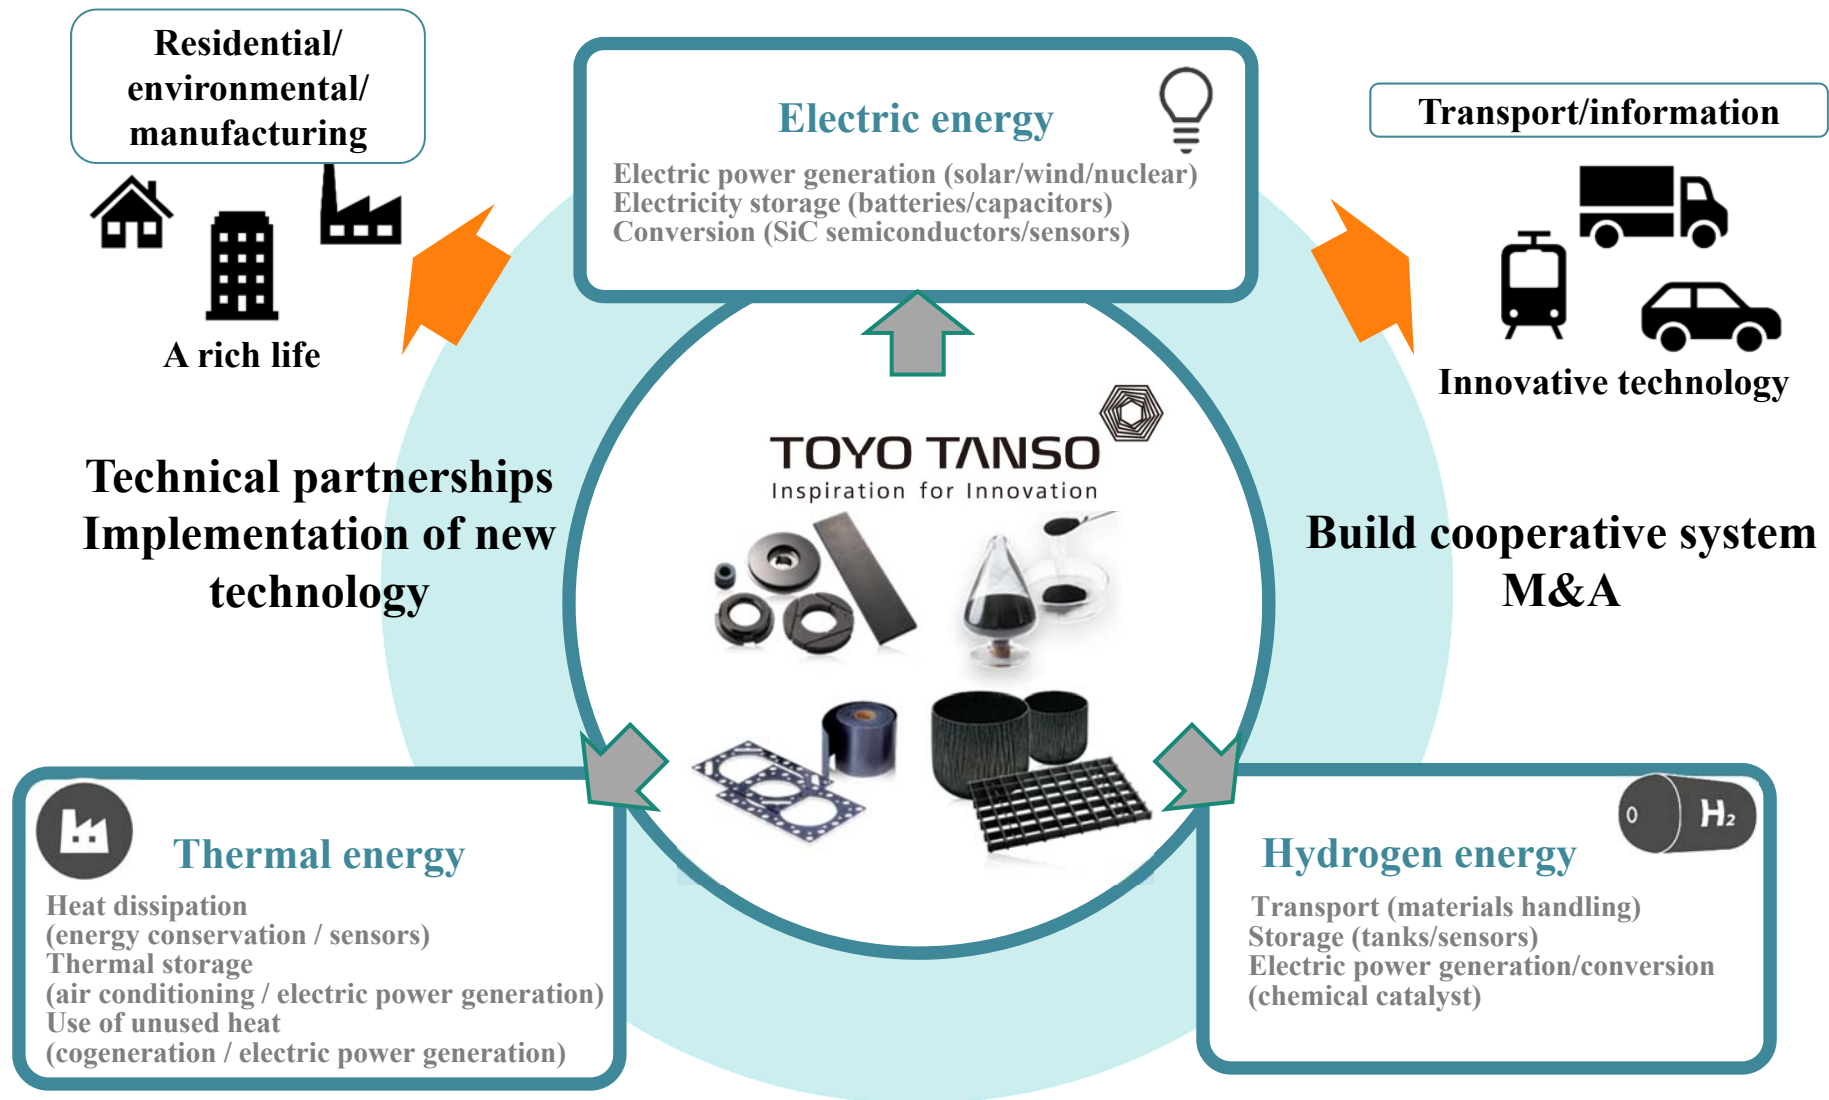 Residential/
environmental/
manufacturing
A rich life
Electric energy
Electric power generation (solar/wind/nuclear)
Electricity storage (batteries/capacitors)
Conversion (SiC semiconductors/sensors)
Transport/information
Innovative technology
Technical partnerships
Implementation of new
technology
TOYO TANSO
Inspiration for Innovation
Build cooperative system
M&A
Thermal energy
Heat dissipation
(energy conservation / sensors)
Thermal storage
(air conditioning / electric power generation)
Use of unused heat
(cogeneration / electric power generation)
H₂
Hydrogen energy
Transport (materials handling)
Storage (tanks/sensors)
Electric power generation/conversion
(chemical catalyst)